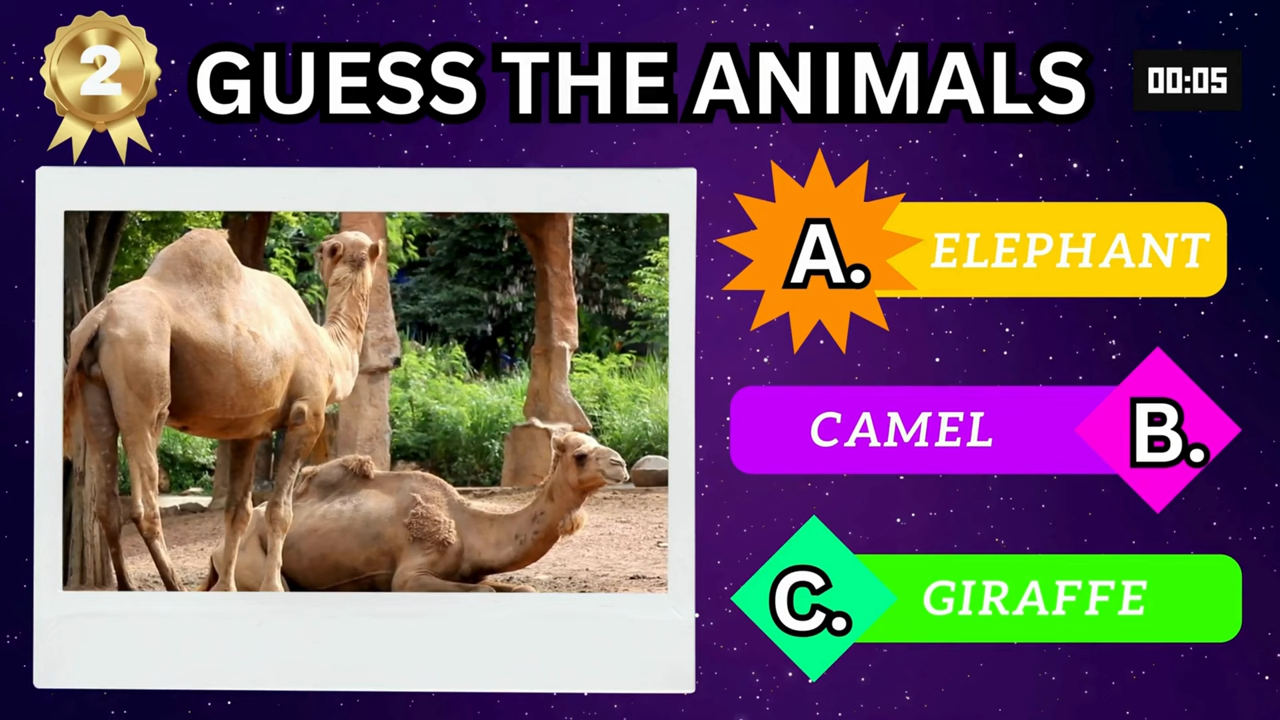 2
GUESS THE ANIMALS
00:05
A. ELEPHANT
CAMEL B.
C. GIRAFFE